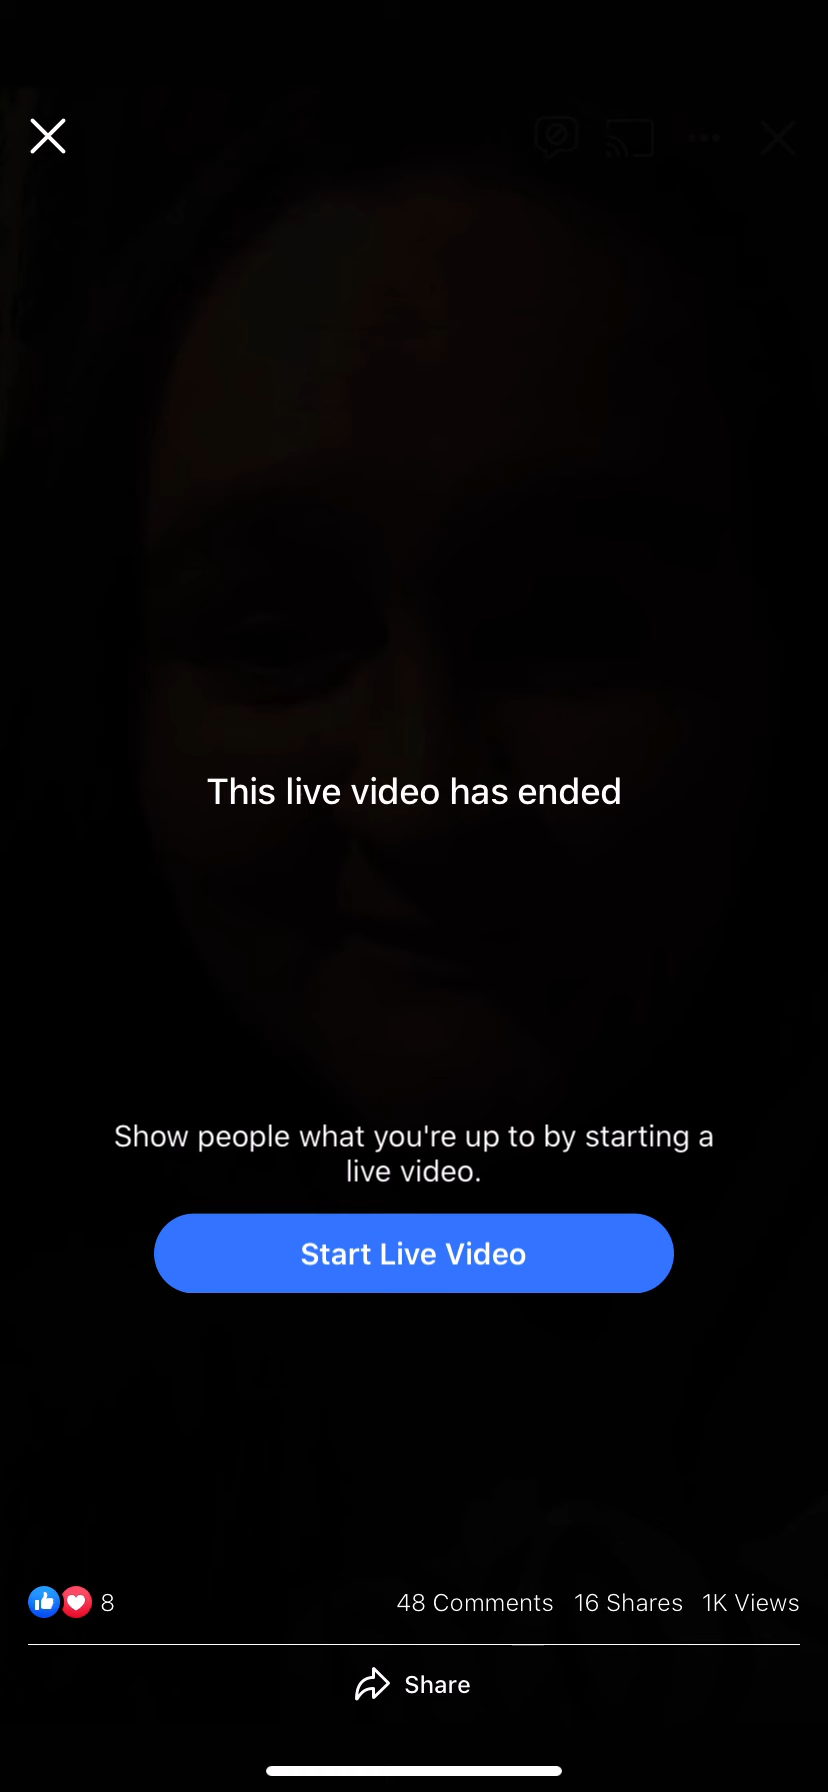 This live video has ended
Show people what you're up to by starting a
live video.
Start Live Video
8 48 Comments 16 Shares 1K Views
Share